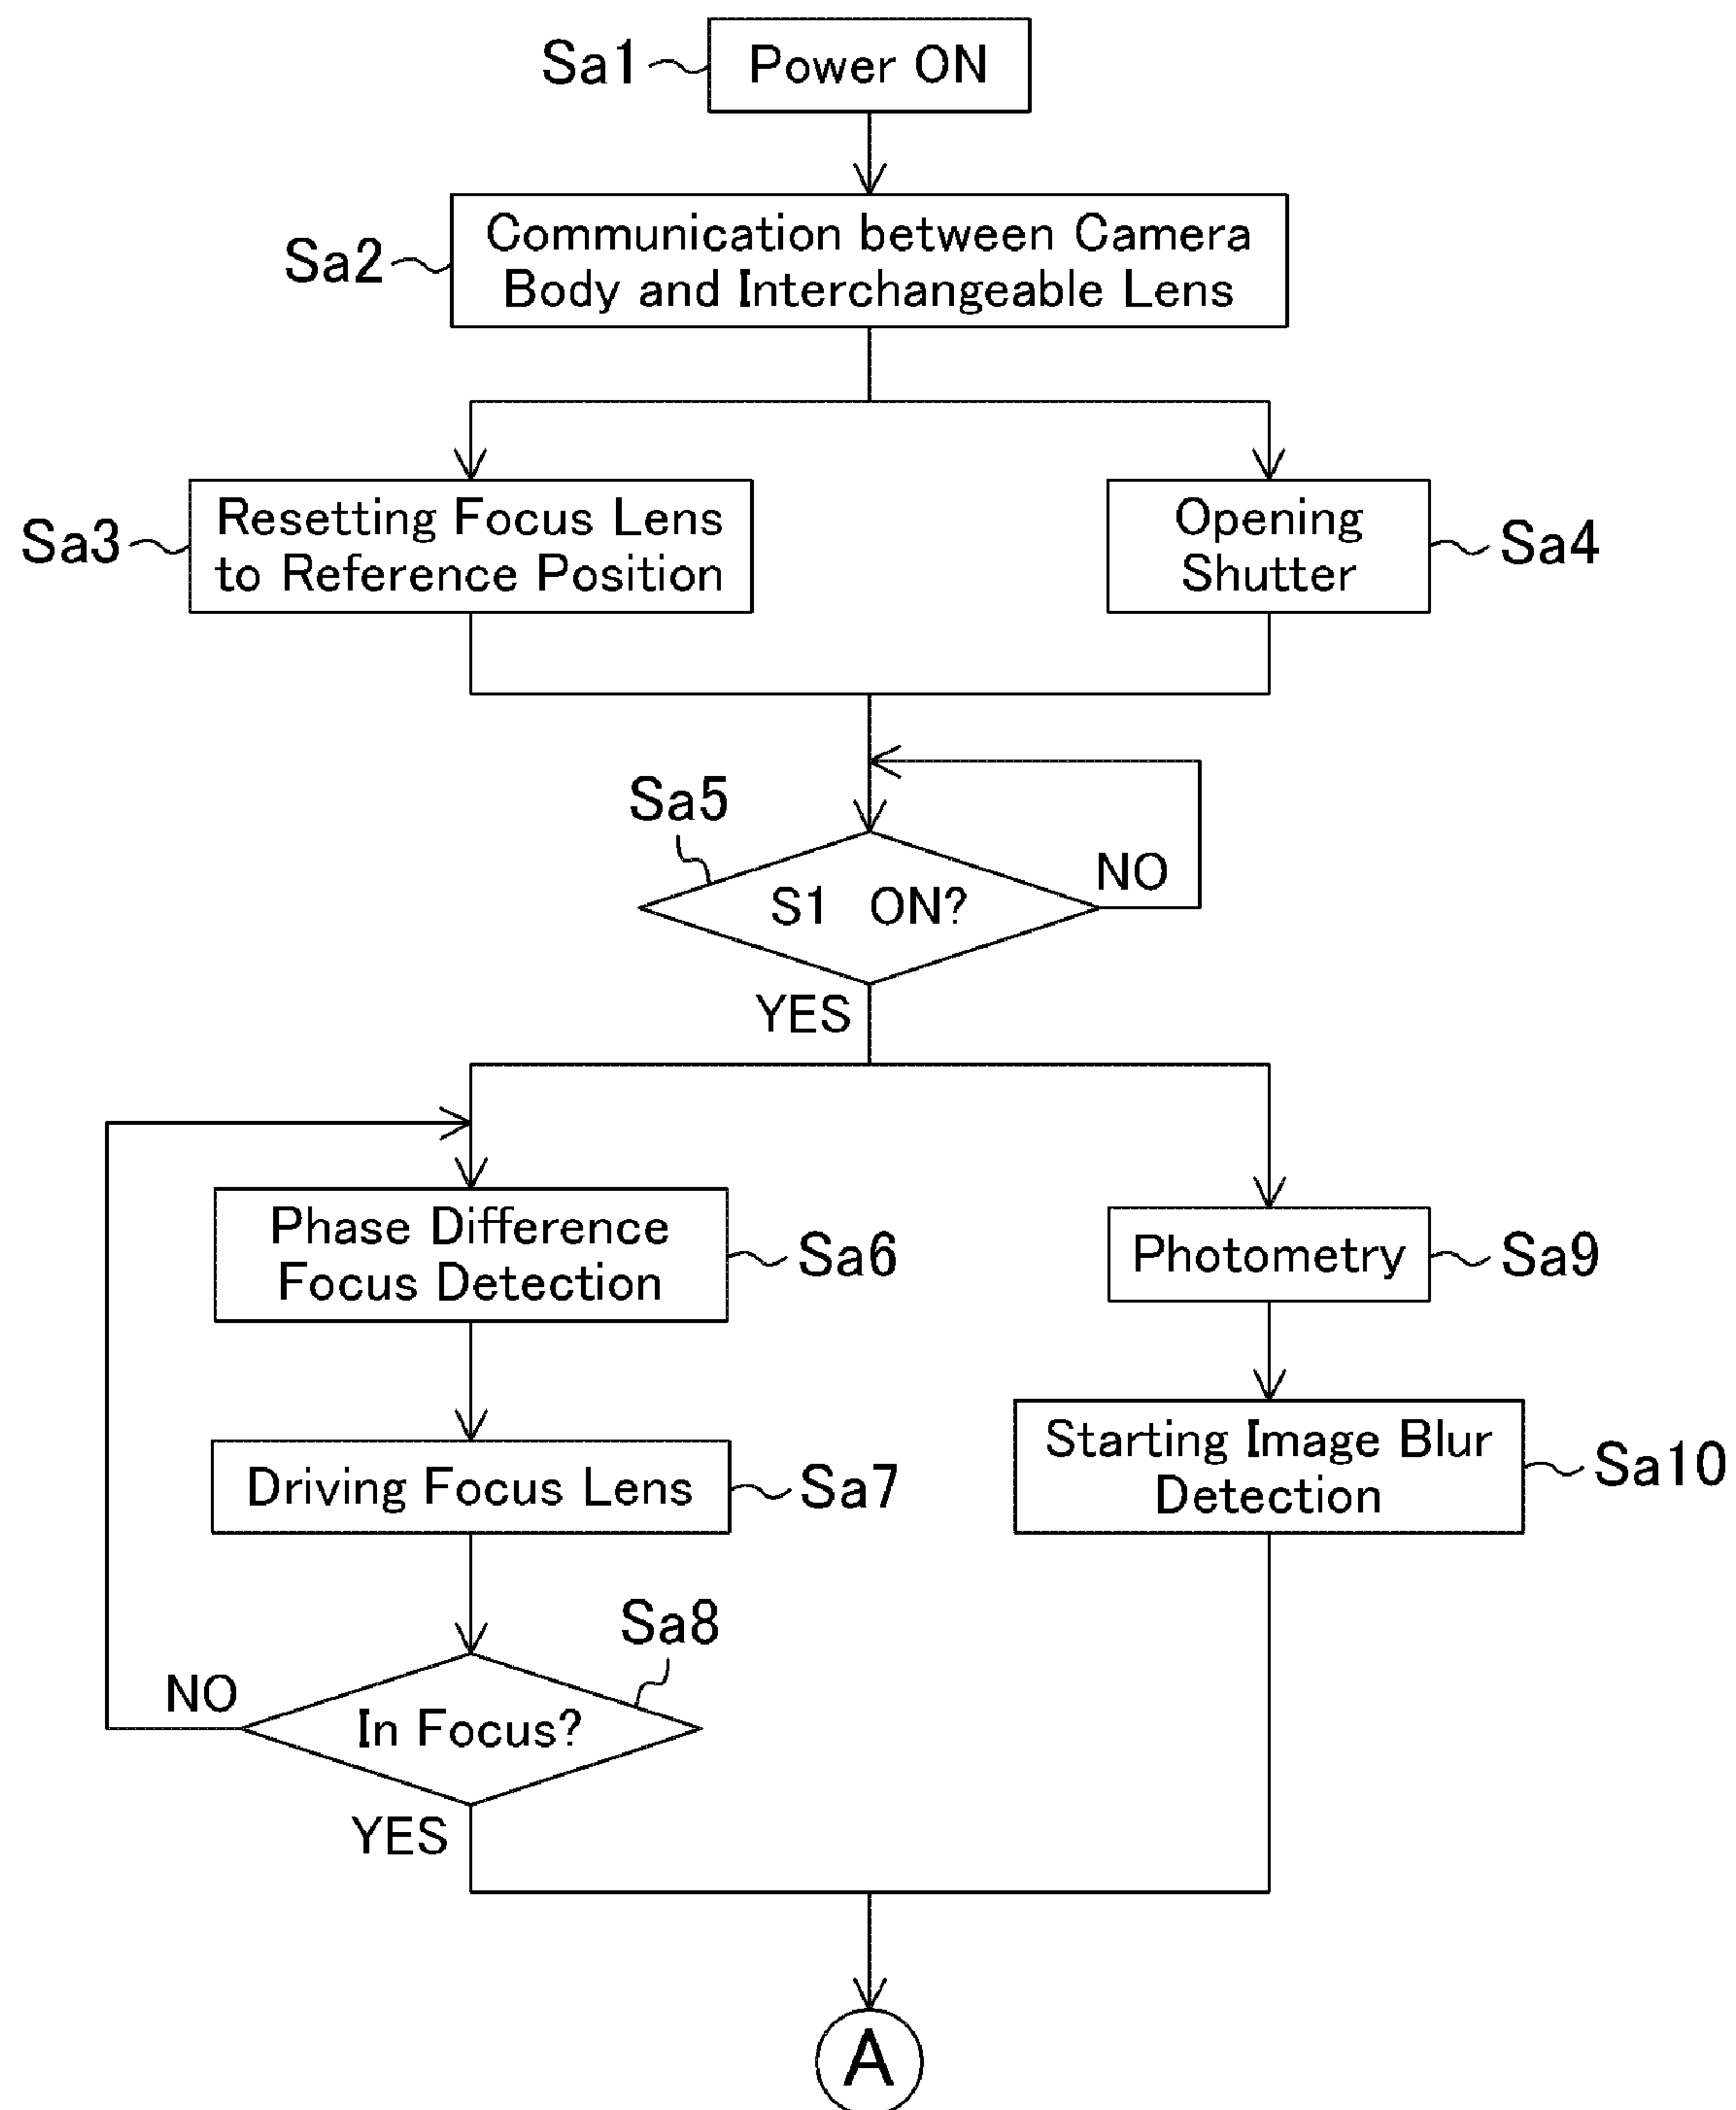 Sa1
Power ON
Sa2
Communication between Camera
Body and Interchangeable Lens
Sa3
Resetting Focus Lens
to Reference Position
Opening
Shutter
Sa4
Sa5
S1 ON?
NO
YES
Phase Difference
Focus Detection
Sa6
Photometry
Sa9
Driving Focus Lens
Sa7
Starting Image Blur
Detection
Sa10
Sa8
NO
In Focus?
YES
A